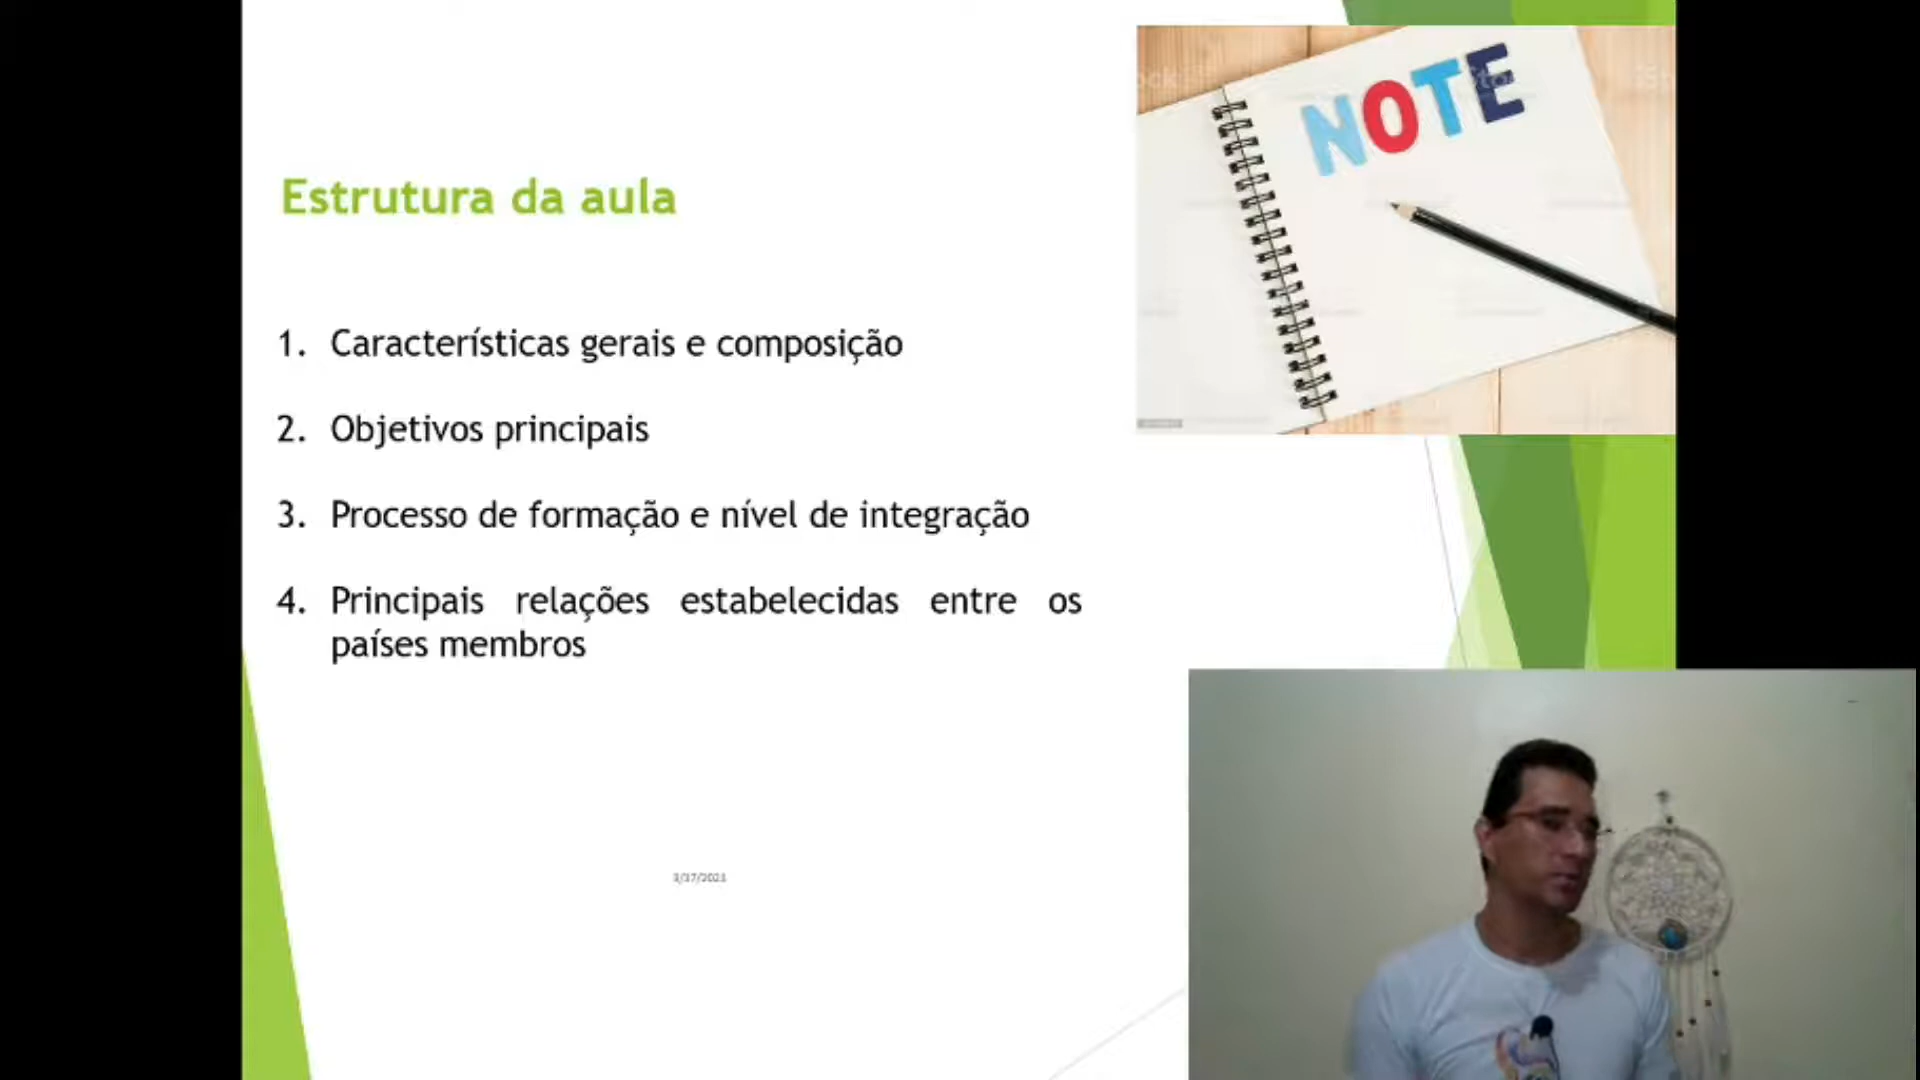 NOTE
Estrutura da aula
1. Características gerais e composição
2. Objetivos principais
3. Processo de formação e nível de integração
4. Principais relações estabelecidas entre os
países membros